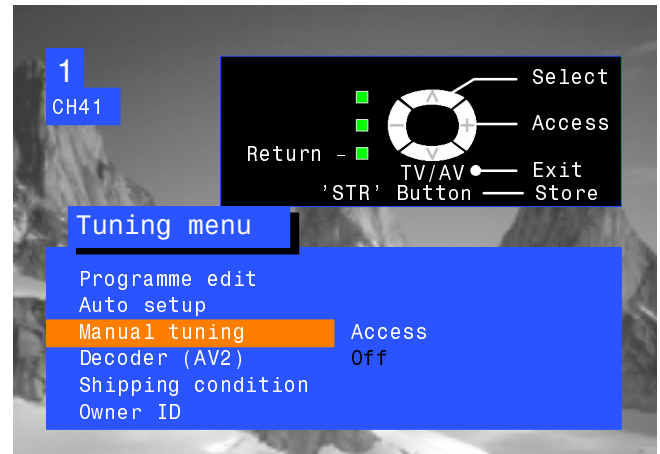 1
CH41
Select
Access
Return –
TV/AV Exit
'STR' Button Store
Tuning menu
Programme edit
Auto setup
Manual tuning Access
Decoder (AV2) Off
Shipping condition
Owner ID